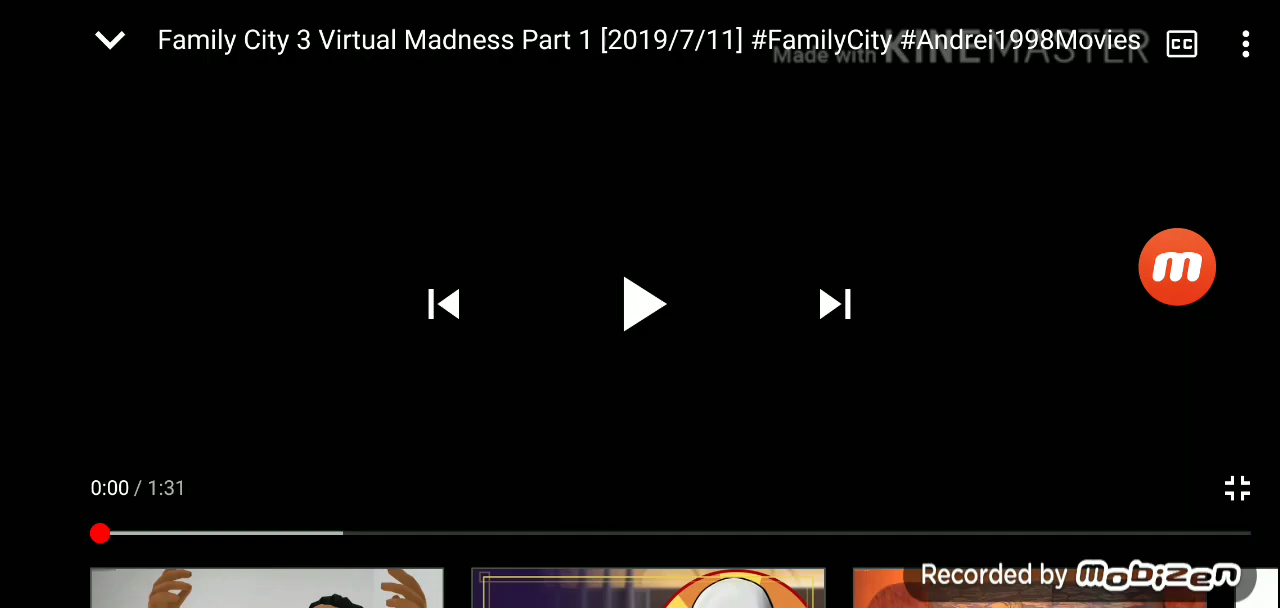 Family City 3 Virtual Madness Part 1 [2019/7/11] #FamilyCity #Andrei1998Movies
Made with KINEMASTER
CC
m
0:00 / 1:31
Recorded by mobizen